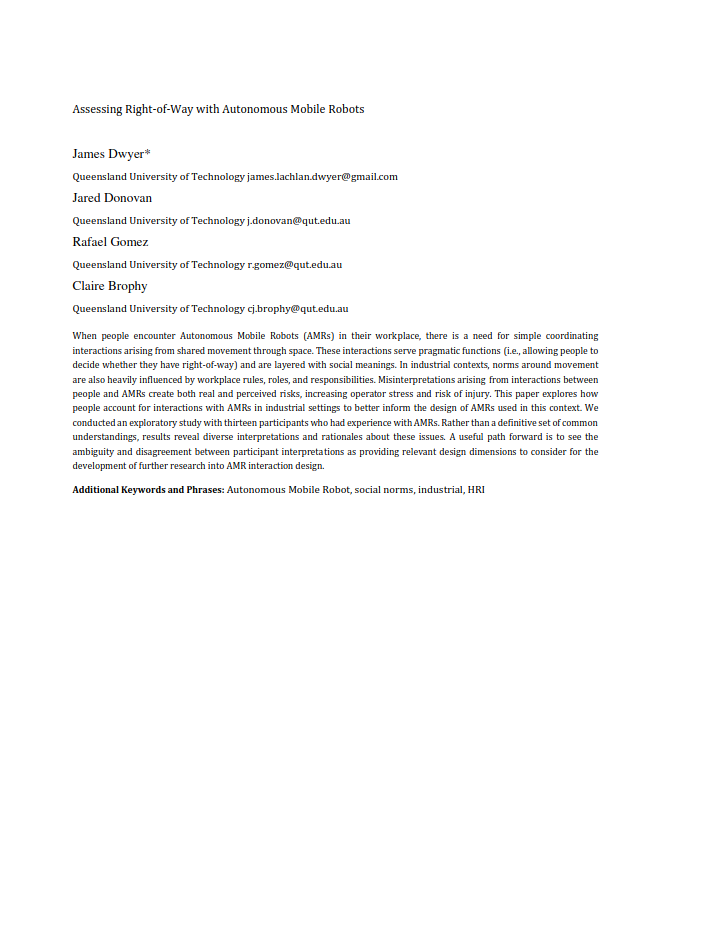 Assessing Right-of-Way with Autonomous Mobile Robots
James Dwyer*
Queensland University of Technology james.lachlan.dwyer@gmail.com
Jared Donovan
Queensland University of Technology j.donovan@qut.edu.au
Rafael Gomez
Queensland University of Technology r.gomez@qut.edu.au
Claire Brophy
Queensland University of Technology cj.brophy@qut.edu.au
When people encounter Autonomous Mobile Robots (AMRs) in their workplace, there is a need for simple coordinating
interactions arising from shared movement through space. These interactions serve pragmatic functions (i.e., allowing people to
decide whether they have right-of-way) and are layered with social meanings. In industrial contexts, norms around movement
are also heavily influenced by workplace rules, roles, and responsibilities. Misinterpretations arising from interactions between
people and AMRs create both real and perceived risks, increasing operator stress and risk of injury. This paper explores how
people account for interactions with AMRs in industrial settings to better inform the design of AMRs used in this context. We
conducted an exploratory study with thirteen participants who had experience with AMRs. Rather than a definitive set of common
understandings, results reveal diverse interpretations and rationales about these issues. A useful path forward is to see the
ambiguity and disagreement between participant interpretations as providing relevant design dimensions to consider for the
development of further research into AMR interaction design.
Additional Keywords and Phrases: Autonomous Mobile Robot, social norms, industrial, HRI